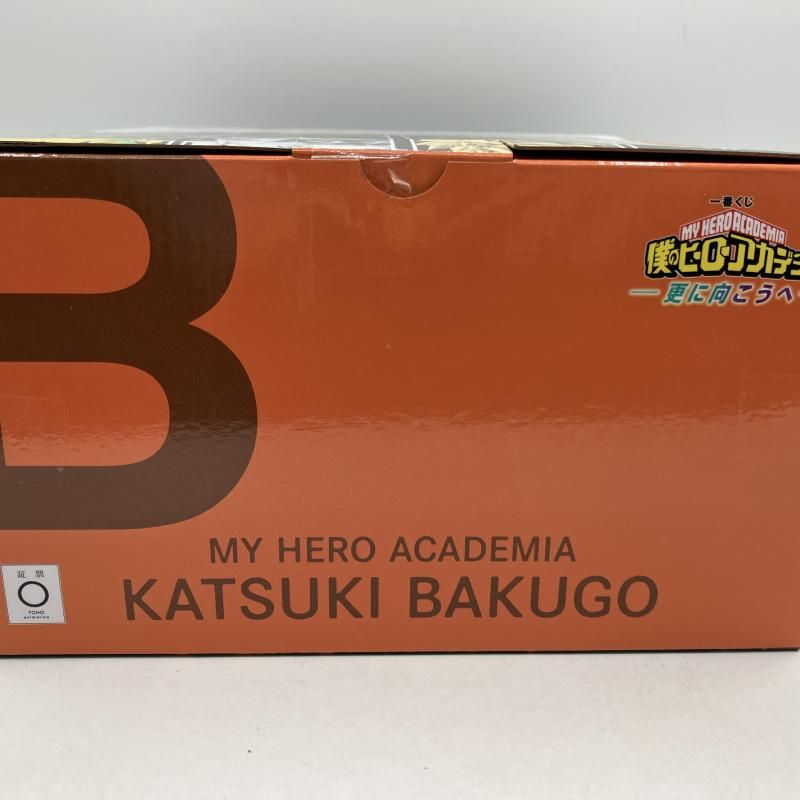 B
一番くじ
MY HERO ACADEMIA
僕のヒーローアカデミ
― 更に向こうへ
MY HERO ACADEMIA
KATSUKI BAKUGO
証 票
TOHO
animation